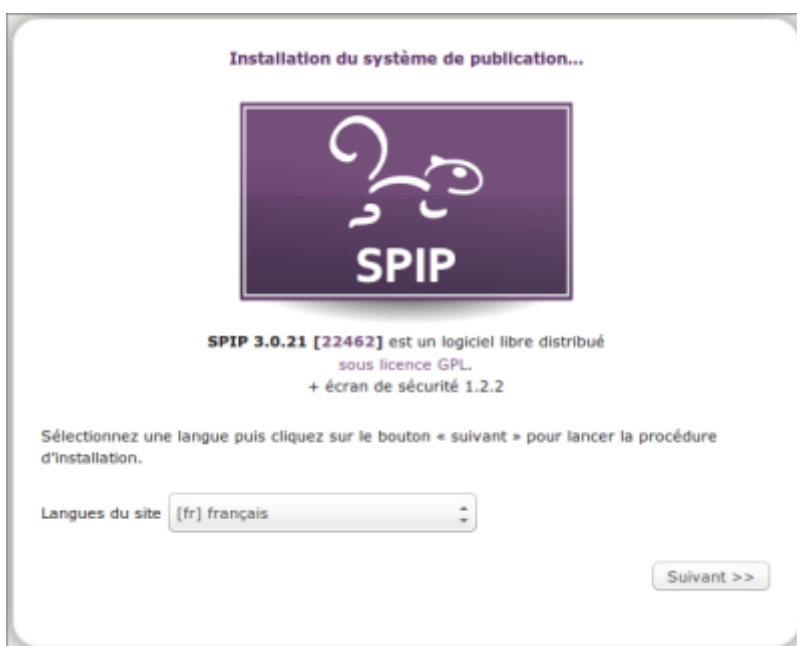 Installation du système de publication...
SPIP
SPIP 3.0.21 [22462] est un logiciel libre distribué
sous licence GPL.
+ écran de sécurité 1.2.2
Sélectionnez une langue puis cliquez sur le bouton « suivant » pour lancer la procédure
d'installation.
Langues du site [fr] français
Suivant >>